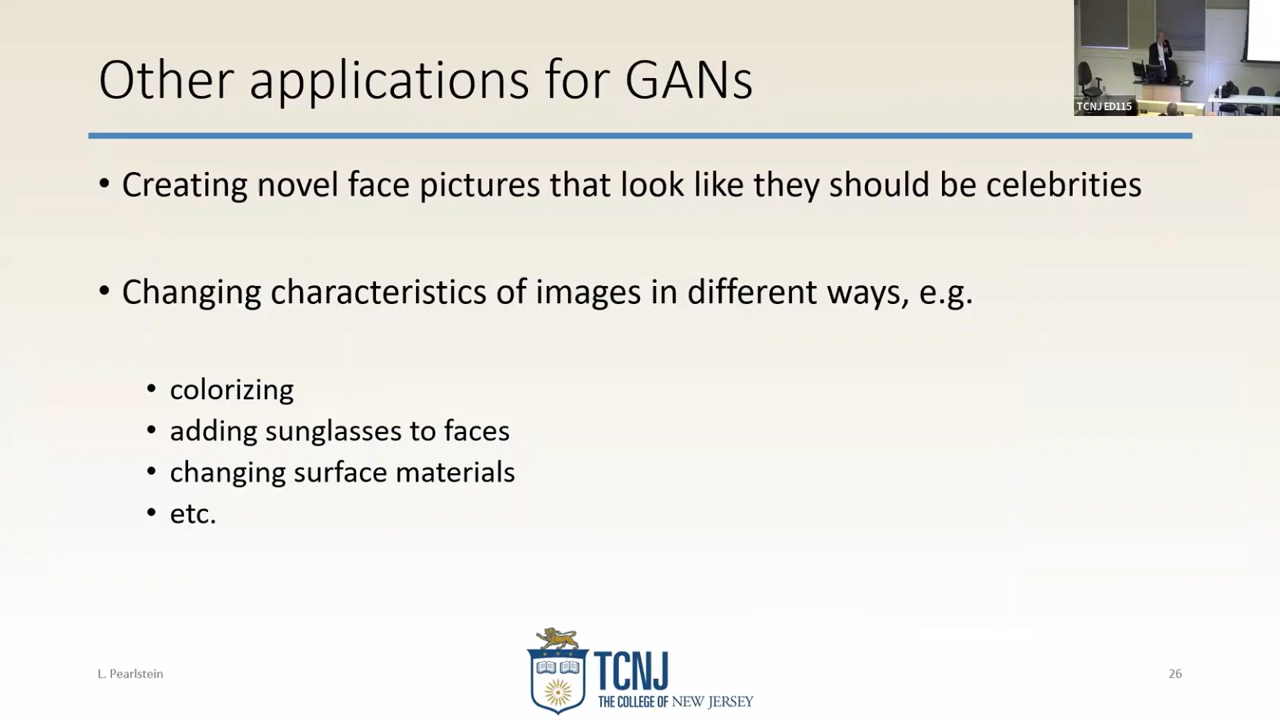 Other applications for GANs
TCNJ ED115
• Creating novel face pictures that look like they should be celebrities
• Changing characteristics of images in different ways, e.g.
• colorizing
• adding sunglasses to faces
• changing surface materials
• etc.
L. Pearlstein
TCNJ
THE COLLEGE OF NEW JERSEY
26